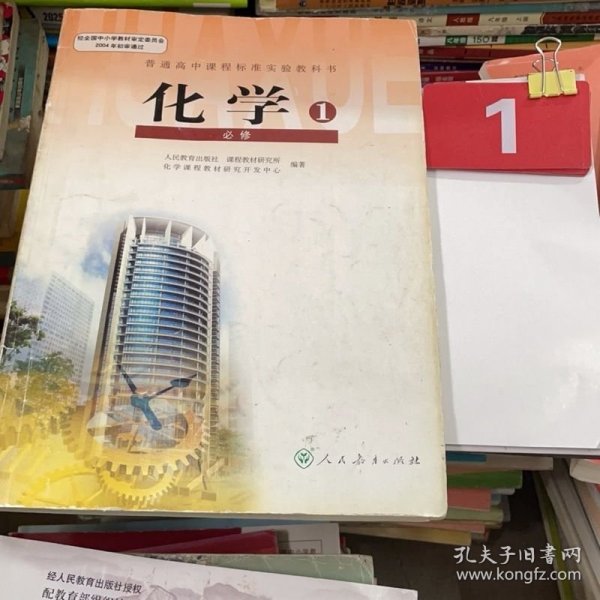 经全国中小学教材审定委员会
2004年初审通过
普通高中课程标准实验教科书
化学 1
必修
人民教育出版社 课程教材研究所
化学课程教材研究开发中心
编著
人民教育出版社
1
经人民教育出版社授权
孔夫子旧书网
www.kongfz.com